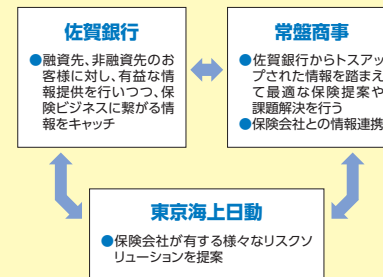 佐賀銀行
●融資先、非融資先のお
客様に対し、有益な情
報提供を行いつつ、保
険ビジネスに繋がる情
報をキャッチ
常盤商事
●佐賀銀行からトスアッ
プされた情報を踏まえ
て最適な保険提案や
課題解決を行う
●保険会社との情報連携
東京海上日動
●保険会社が有する様々なリスクソ
リューションを提案